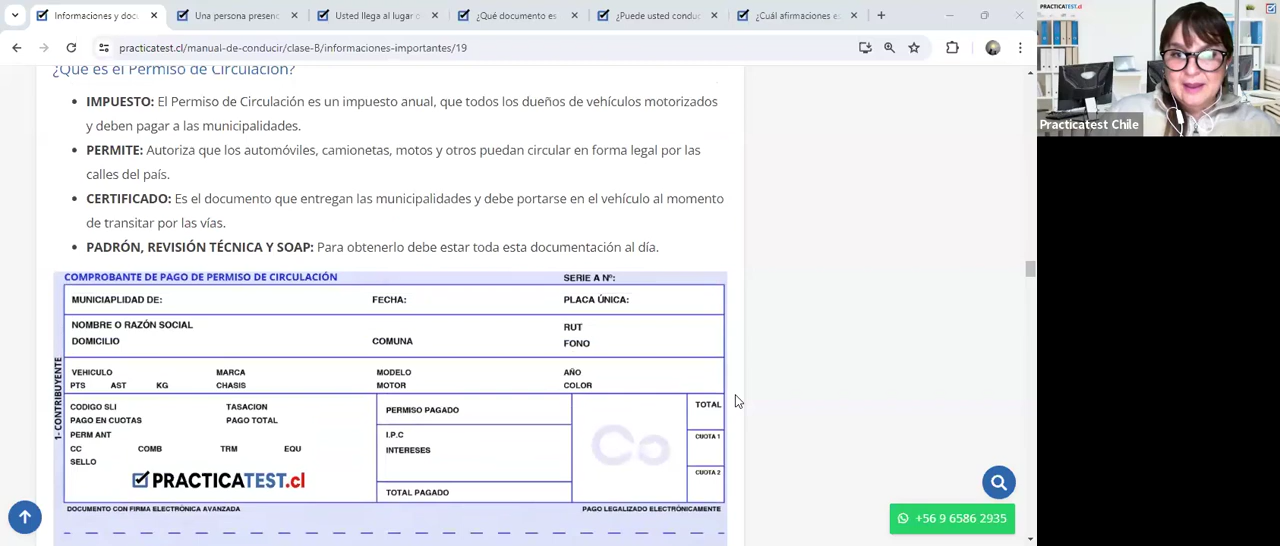 Informaciones y docu
Una persona presenc
Usted llega al lugar o
¿Qué documento es
¿Puede usted conduc
¿Cuál afirmaciones es
practicatest.cl/manual-de-conducir/clase-B/informaciones-importantes/19
PRACTICATEST.cl
Practicatest Chile
¿Qué es el Permiso de Circulación?
IMPUESTO: El Permiso de Circulación es un impuesto anual, que todos los dueños de vehículos motorizados
y deben pagar a las municipalidades.
PERMITE: Autoriza que los automóviles, camionetas, motos y otros puedan circular en forma legal por las
calles del país.
CERTIFICADO: Es el documento que entregan las municipalidades y debe portarse en el vehículo al momento
de transitar por las vías.
PADRÓN, REVISIÓN TÉCNICA Y SOAP: Para obtenerlo debe estar toda esta documentación al día.
COMPROBANTE DE PAGO DE PERMISO DE CIRCULACIÓN SERIE A Nº:
MUNICIAPLIDAD DE: FECHA: PLACA ÚNICA:
NOMBRE O RAZÓN SOCIAL RUT
DOMICILIO COMUNA FONO
VEHICULO MARCA MODELO AÑO
PTS AST KG CHASIS MOTOR COLOR
1- CONTRIBUYENTE
CODIGO SLI TASACION
PAGO EN CUOTAS PAGO TOTAL
PERM ANT
CC COMB TRM EQU
SELLO
PRACTICATEST.cl
PERMISO PAGADO
I.P.C
INTERESES
TOTAL PAGADO
Co
TOTAL
CUOTA 1
CUOTA 2
DOCUMENTO CON FIRMA ELECTRÓNICA AVANZADA PAGO LEGALIZADO ELECTRÓNICAMENTE
+56 9 6586 2935